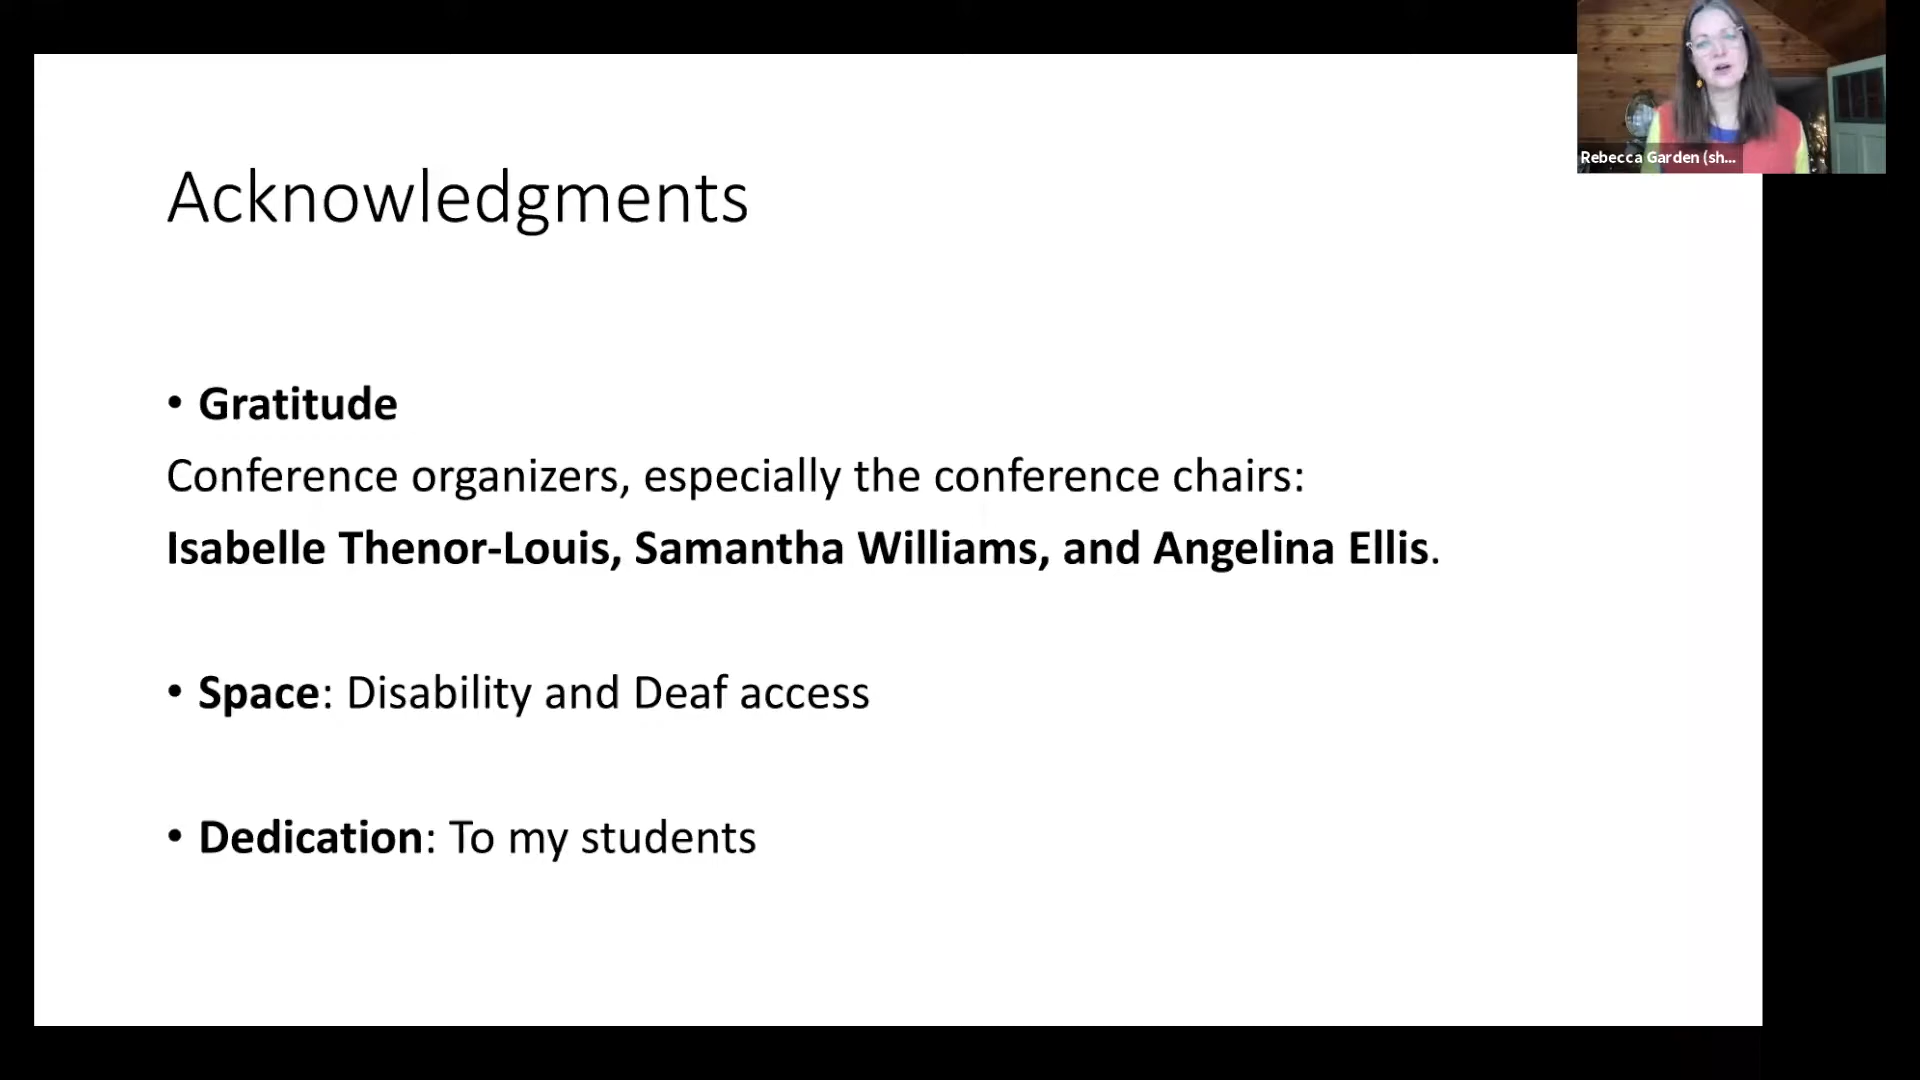 Acknowledgments
• Gratitude
Conference organizers, especially the conference chairs:
Isabelle Thenor-Louis, Samantha Williams, and Angelina Ellis.
• Space: Disability and Deaf access
• Dedication: To my students
Rebecca Garden (sh...